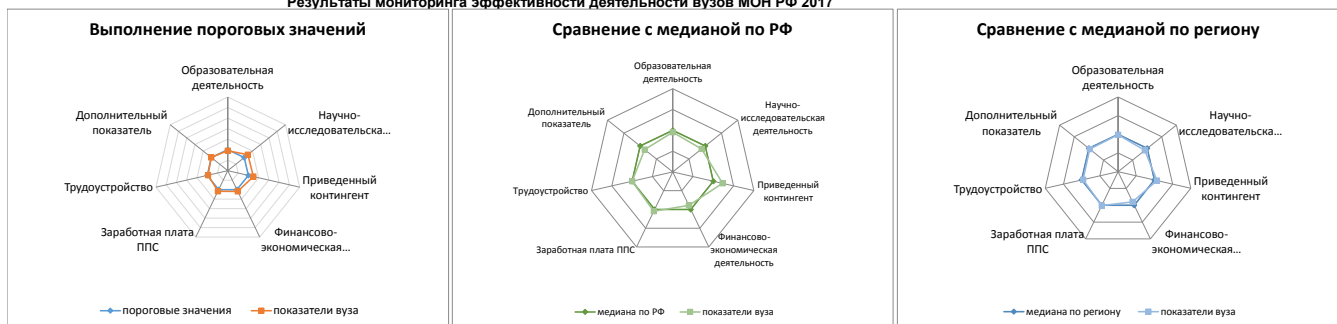 Результаты мониторинга эффективности деятельности вузов МОН РФ 2017
Выполнение пороговых значений
Образовательная
деятельность
Научно-
исследовательска...
Приведенный
контингент
Финансово-
экономическая...
Заработная плата
ППС
Трудоустройство
Дополнительный
показатель
пороговые значения
показатели вуза
Сравнение с медианой по РФ
Образовательная
деятельность
Научно-
исследовательская
деятельность
Приведенный
контингент
Финансово-
экономическая
деятельность
Заработная плата ППС
Трудоустройство
Дополнительный
показатель
медиана по РФ
показатели вуза
Сравнение с медианой по региону
Образовательная
деятельность
Научно-
исследовательска...
Приведенный
контингент
Финансово-
экономическая...
Заработная плата
ППС
Трудоустройство
Дополнительный
показатель
медиана по региону
показатели вуза